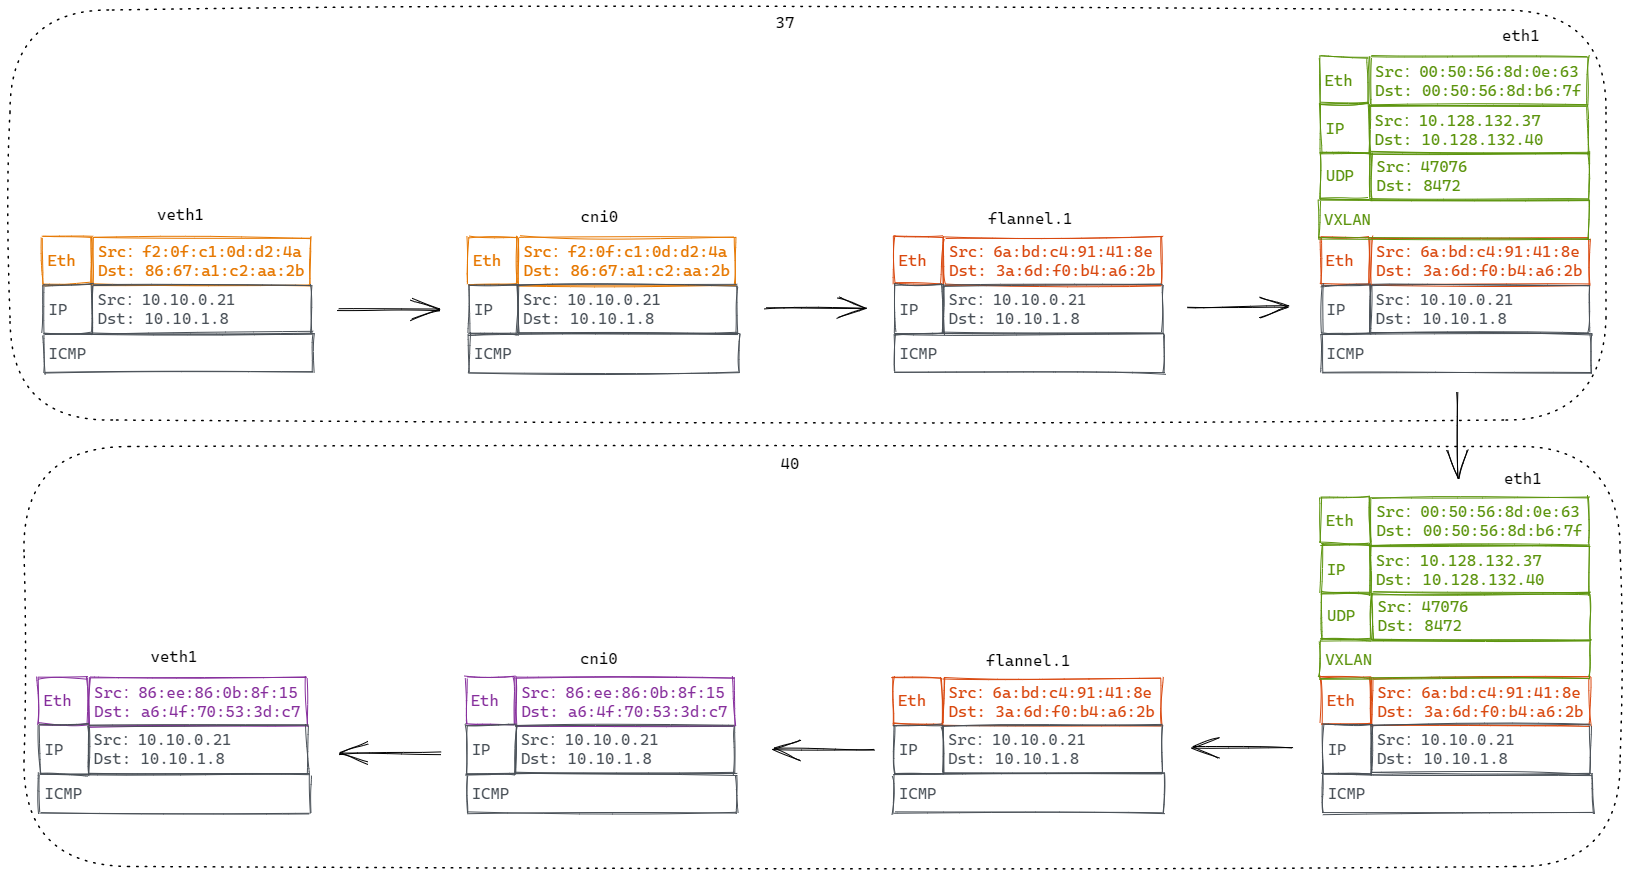 37
eth1
Eth
Src: 00:50:56:8d:0e:63
Dst: 00:50:56:8d:b6:7f
IP
Src: 10.128.132.37
Dst: 10.128.132.40
UDP
Src: 47076
Dst: 8472
VXLAN
Eth
Src: 6a:bd:c4:91:41:8e
Dst: 3a:6d:f0:b4:a6:2b
IP
Src: 10.10.0.21
Dst: 10.10.1.8
ICMP
veth1
Eth
Src: f2:0f:c1:0d:d2:4a
Dst: 86:67:a1:c2:aa:2b
IP
Src: 10.10.0.21
Dst: 10.10.1.8
ICMP
cni0
Eth
Src: f2:0f:c1:0d:d2:4a
Dst: 86:67:a1:c2:aa:2b
IP
Src: 10.10.0.21
Dst: 10.10.1.8
ICMP
flannel.1
Eth
Src: 6a:bd:c4:91:41:8e
Dst: 3a:6d:f0:b4:a6:2b
IP
Src: 10.10.0.21
Dst: 10.10.1.8
ICMP
40
eth1
Eth
Src: 00:50:56:8d:0e:63
Dst: 00:50:56:8d:b6:7f
IP
Src: 10.128.132.37
Dst: 10.128.132.40
UDP
Src: 47076
Dst: 8472
VXLAN
Eth
Src: 6a:bd:c4:91:41:8e
Dst: 3a:6d:f0:b4:a6:2b
IP
Src: 10.10.0.21
Dst: 10.10.1.8
ICMP
veth1
Eth
Src: 86:ee:86:0b:8f:15
Dst: a6:4f:70:53:3d:c7
IP
Src: 10.10.0.21
Dst: 10.10.1.8
ICMP
cni0
Eth
Src: 86:ee:86:0b:8f:15
Dst: a6:4f:70:53:3d:c7
IP
Src: 10.10.0.21
Dst: 10.10.1.8
ICMP
flannel.1
Eth
Src: 6a:bd:c4:91:41:8e
Dst: 3a:6d:f0:b4:a6:2b
IP
Src: 10.10.0.21
Dst: 10.10.1.8
ICMP